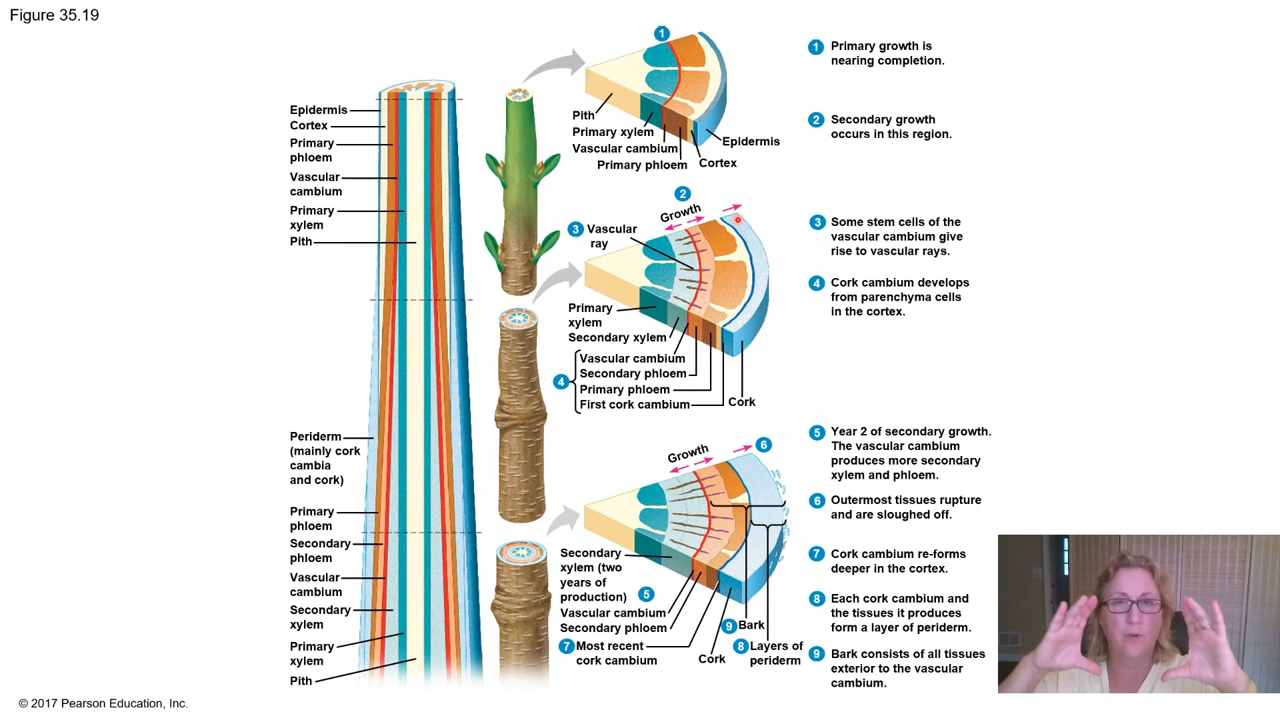 Figure 35.19
Epidermis
Cortex
Primary
phloem
Vascular
cambium
Primary
xylem
Pith
Periderm
(mainly cork
cambia
and cork)
Primary
phloem
Secondary
phloem
Vascular
cambium
Secondary
xylem
Primary
xylem
Pith
1
Pith
Primary xylem
Vascular cambium
Primary phloem
Epidermis
Cortex
2
Growth
3 Vascular
ray
Primary
xylem
Secondary xylem
4
Vascular cambium
Secondary phloem
Primary phloem
First cork cambium
Cork
Growth
6
Secondary
xylem (two
years of
production)
5
Vascular cambium
Secondary phloem
7 Most recent
cork cambium
Cork
9 Bark
8 Layers of
periderm
1 Primary growth is
nearing completion.
2 Secondary growth
occurs in this region.
3 Some stem cells of the
vascular cambium give
rise to vascular rays.
4 Cork cambium develops
from parenchyma cells
in the cortex.
5 Year 2 of secondary growth.
The vascular cambium
produces more secondary
xylem and phloem.
6 Outermost tissues rupture
and are sloughed off.
7 Cork cambium re-forms
deeper in the cortex.
8 Each cork cambium and
the tissues it produces
form a layer of periderm.
9 Bark consists of all tissues
exterior to the vascular
cambium.
© 2017 Pearson Education, Inc.